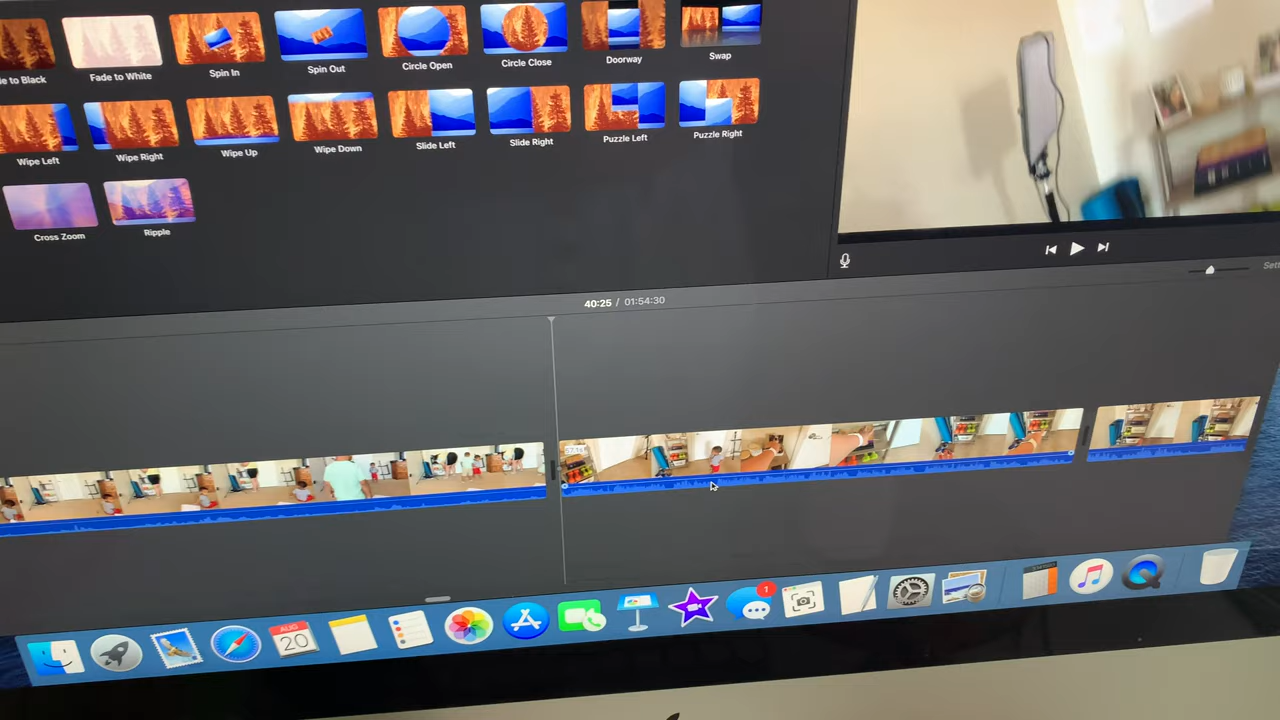 e to Black Fade to White Spin In Spin Out Circle Open Circle Close Doorway Swap
Wipe Left Wipe Right Wipe Up Wipe Down Slide Left Slide Right Puzzle Left Puzzle Right
Cross Zoom Ripple
Sett
40:25 / 01:54:30
AUG
20
1